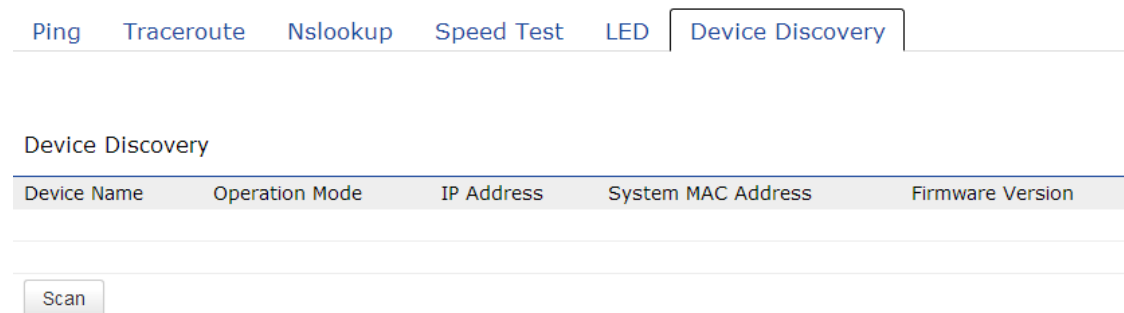 Ping Traceroute Nslookup Speed Test LED Device Discovery
Device Discovery
Device Name Operation Mode IP Address System MAC Address Firmware Version
Scan